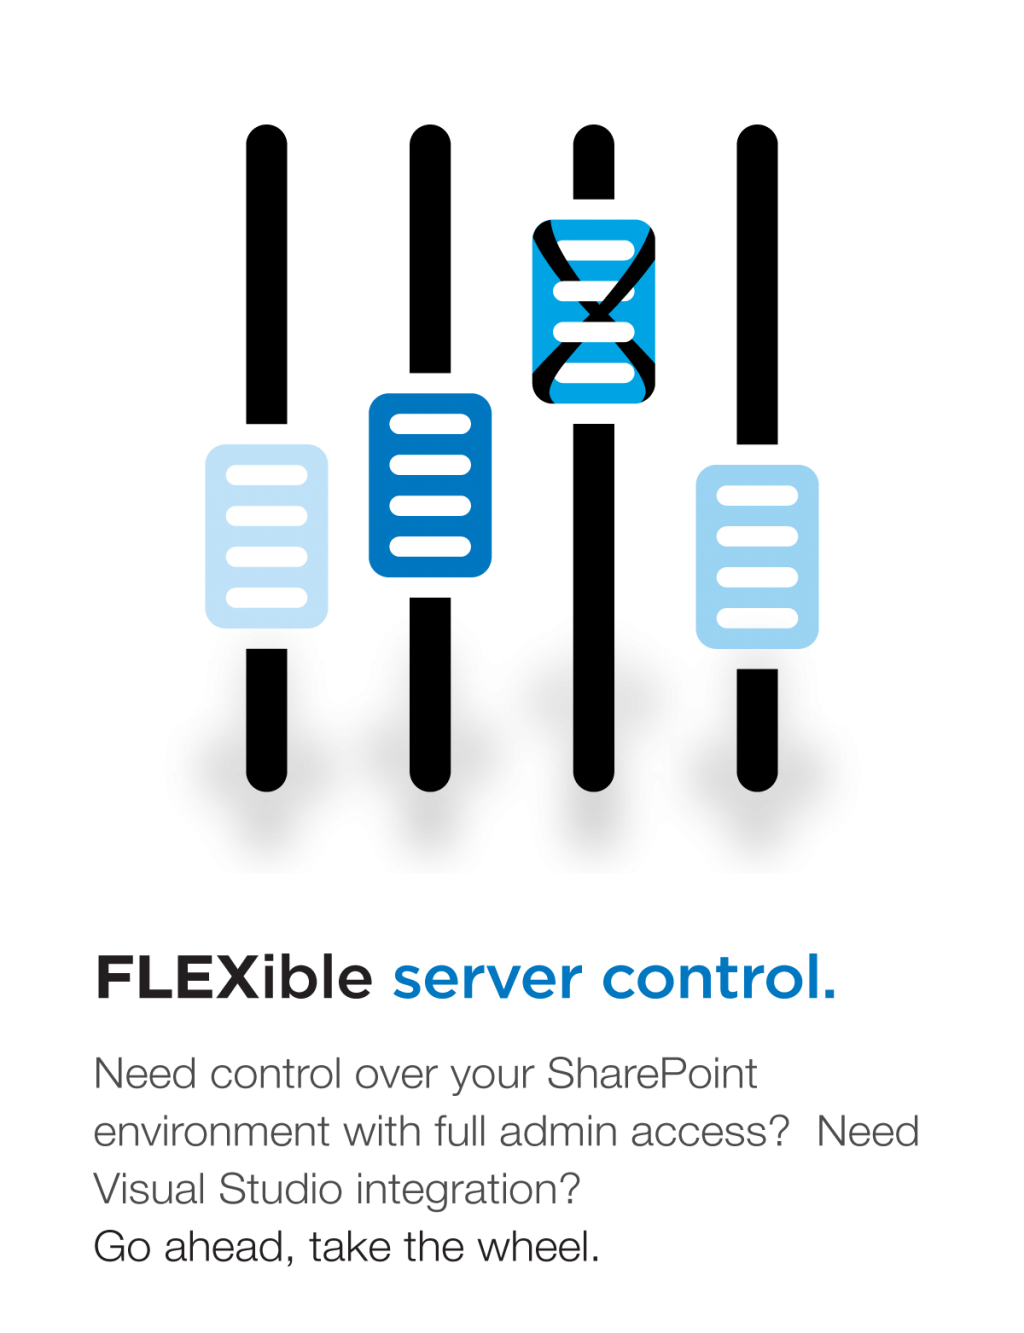 FLEXible server control.
Need control over your SharePoint
environment with full admin access?  Need
Visual Studio integration?
Go ahead, take the wheel.